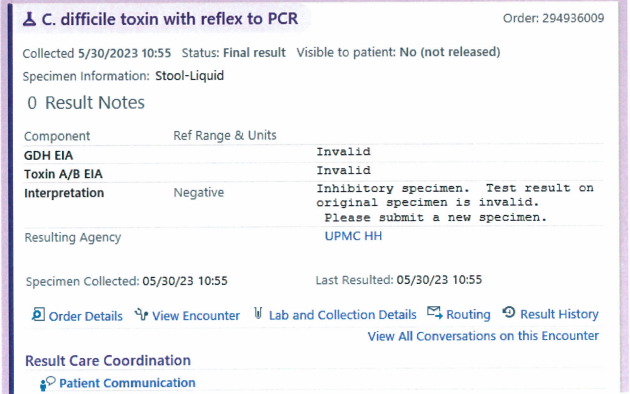 C. difficile toxin with reflex to PCR Order: 294936009
Collected 5/30/2023 10:55 Status: Final result Visible to patient: No (not released)
Specimen Information: Stool-Liquid
0 Result Notes
Component Ref Range & Units
GDH EIA Invalid
Toxin A/B EIA Invalid
Interpretation Negative Inhibitory specimen. Test result on
original specimen is invalid.
Please submit a new specimen.
Resulting Agency UPMC HH
Specimen Collected: 05/30/23 10:55 Last Resulted: 05/30/23 10:55
Order Details View Encounter Lab and Collection Details Routing Result History
View All Conversations on this Encounter
Result Care Coordination
Patient Communication